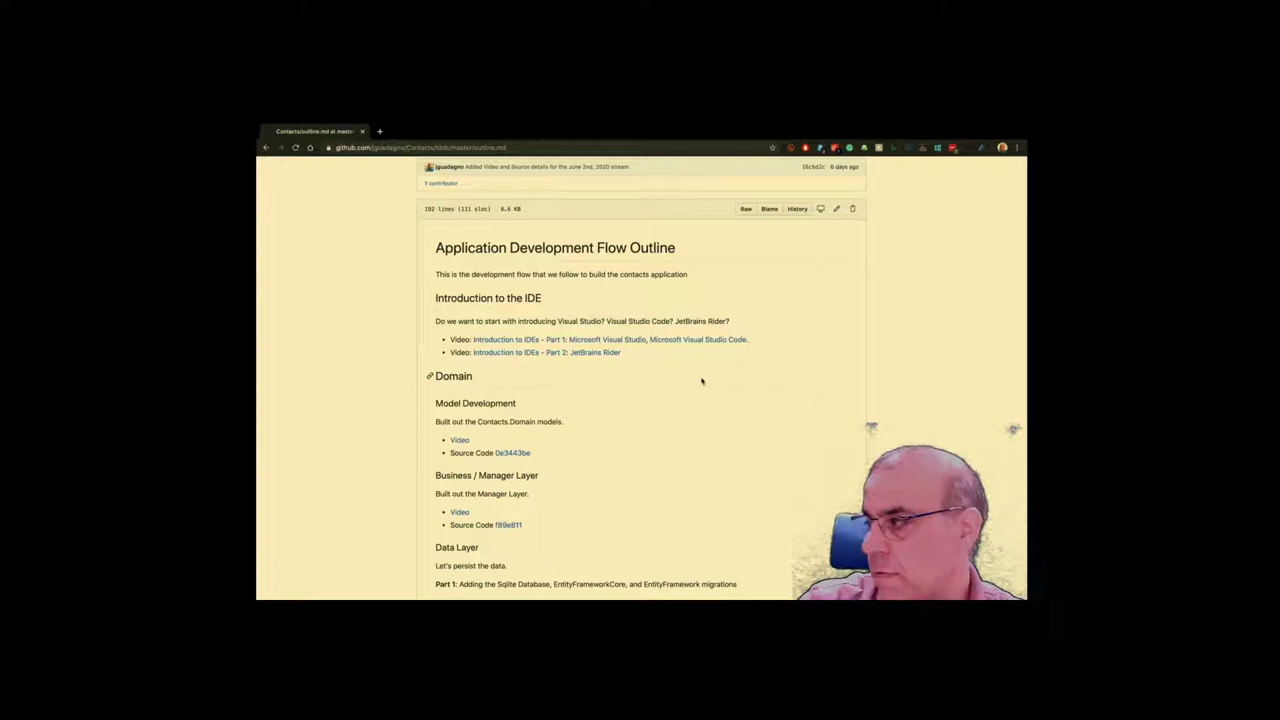 Contacts/outline.md at master
github.com/jguadagno/Contacts/blob/master/outline.md
jguadagno Added Video and Source details for the June 2nd, 2020 stream 16cbd2c 6 days ago
1 contributor
192 lines (111 sloc) 6.6 KB Raw Blame History
Application Development Flow Outline
This is the development flow that we follow to build the contacts application
Introduction to the IDE
Do we want to start with introducing Visual Studio? Visual Studio Code? JetBrains Rider?
• Video: Introduction to IDEs - Part 1: Microsoft Visual Studio, Microsoft Visual Studio Code.
• Video: Introduction to IDEs - Part 2: JetBrains Rider
Domain
Model Development
Built out the Contacts.Domain models.
• Video
• Source Code 0e3443be
Business / Manager Layer
Built out the Manager Layer.
• Video
• Source Code f89e811
Data Layer
Let's persist the data.
Part 1: Adding the Sqlite Database, EntityFrameworkCore, and EntityFramework migrations